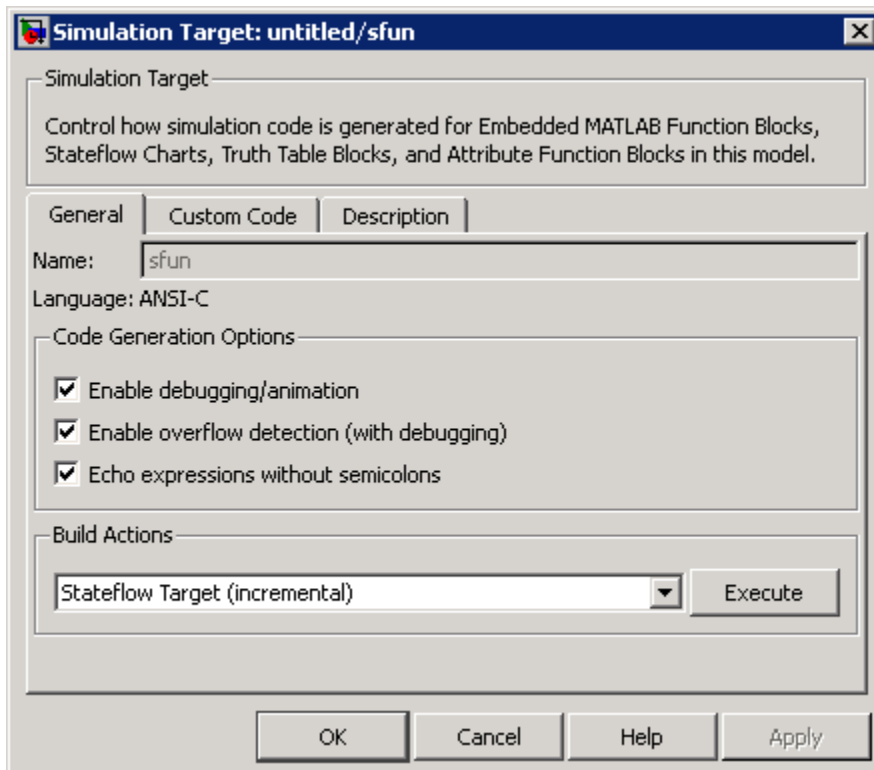 Simulation Target: untitled/sfun
Simulation Target
Control how simulation code is generated for Embedded MATLAB Function Blocks,
Stateflow Charts, Truth Table Blocks, and Attribute Function Blocks in this model.
General Custom Code Description
Name: sfun
Language: ANSI-C
Code Generation Options
Enable debugging/animation
Enable overflow detection (with debugging)
Echo expressions without semicolons
Build Actions
Stateflow Target (incremental) Execute
OK Cancel Help Apply